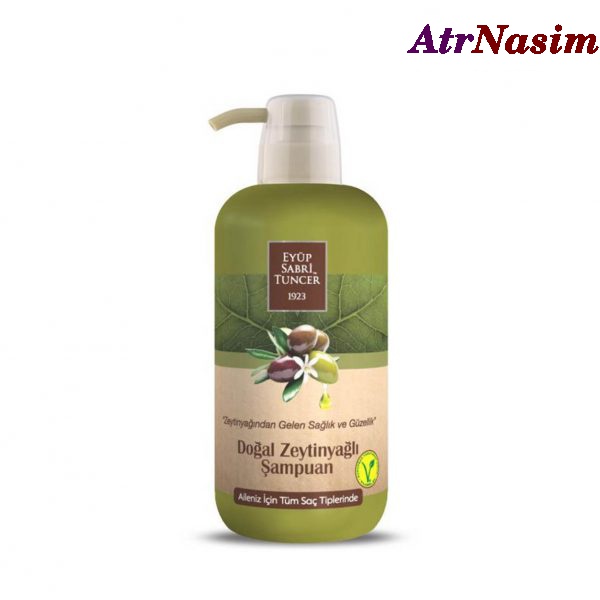 AtrNasim
EYÜP
SABRİ
TUNCER
1923
"Zeytinyağından Gelen Sağlık ve Güzellik"
Doğal Zeytinyağlı
Şampuan
Aileniz İçin Tüm Saç Tiplerinde